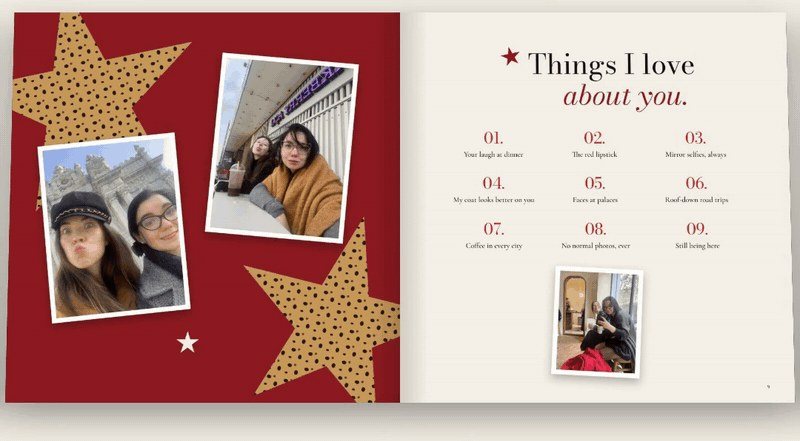 Things I love
about you.
01.
Your laugh at dinner
02.
The red lipstick
03.
Mirror selfies, always
04.
My coat looks better on you
05.
Faces at palaces
06.
Roof-down road trips
07.
Coffee in every city
08.
No normal photos, ever
09.
Still being here
9